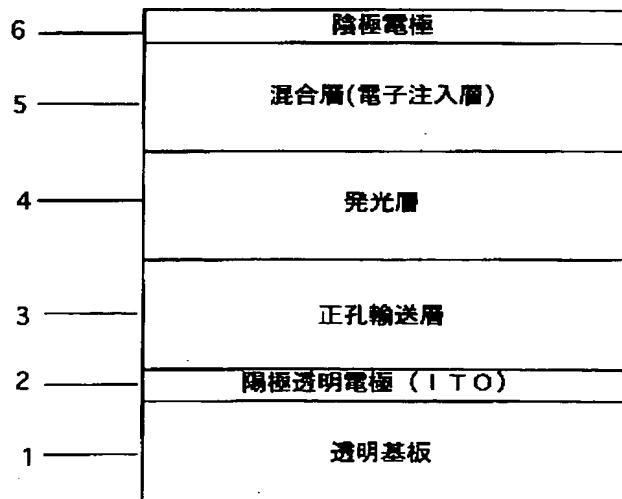 6 陰極電極
5 混合層(電子注入層)
4 発光層
3 正孔輸送層
2 陽極透明電極(ITO)
1 透明基板